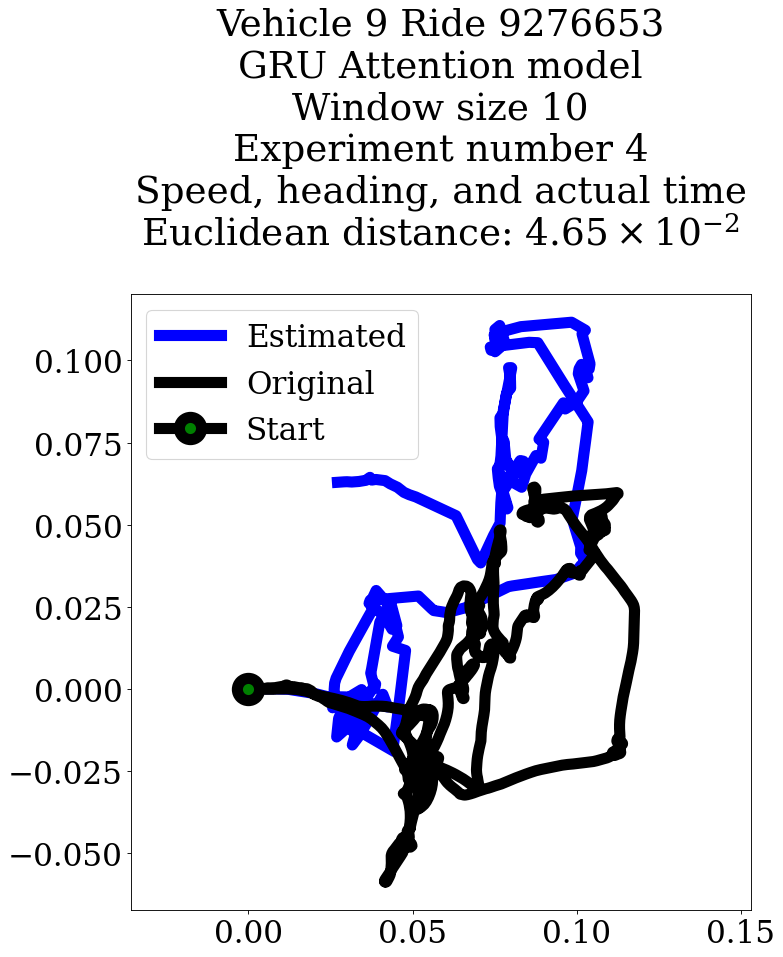 Vehicle 9 Ride 9276653
GRU Attention model
Window size 10
Experiment number 4
Speed, heading, and actual time
Euclidean distance: 4.65 × 10⁻²
Estimated
Original
Start
0.100
0.075
0.050
0.025
0.000
−0.025
−0.050
0.00 0.05 0.10 0.15